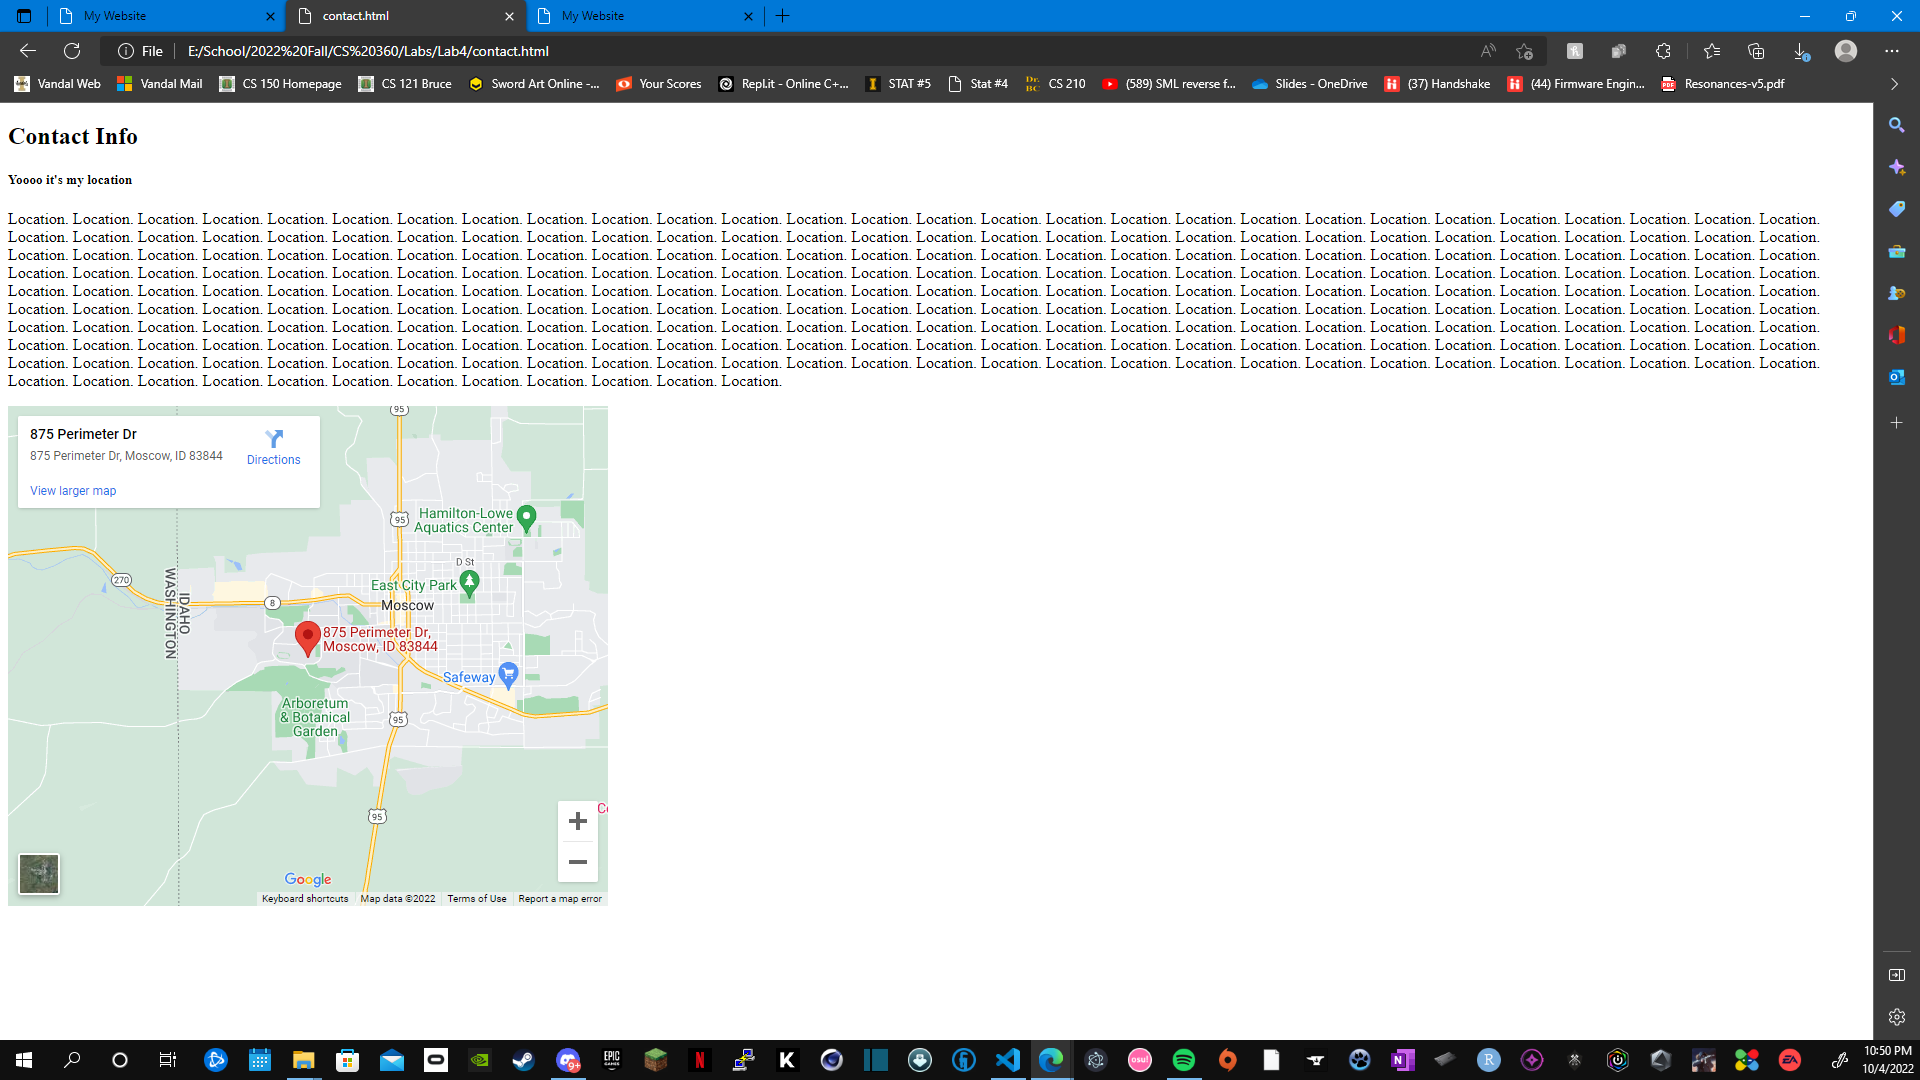 My Website
contact.html
My Website
File
E:/School/2022%20Fall/CS%20360/Labs/Lab4/contact.html
Vandal Web
Vandal Mail
CS 150 Homepage
CS 121 Bruce
Sword Art Online -...
Your Scores
Repl.it - Online C+...
STAT #5
Stat #4
CS 210
(589) SML reverse f...
Slides - OneDrive
(37) Handshake
(44) Firmware Engin...
Resonances-v5.pdf
Contact Info
Yoooo it's my location
Location. Location. Location. Location. Location. Location. Location. Location. Location. Location. Location. Location. Location. Location. Location. Location. Location. Location. Location. Location. Location. Location. Location. Location. Location. Location. Location. Location.
Location. Location. Location. Location. Location. Location. Location. Location. Location. Location. Location. Location. Location. Location. Location. Location. Location. Location. Location. Location. Location. Location. Location. Location. Location. Location. Location. Location.
Location. Location. Location. Location. Location. Location. Location. Location. Location. Location. Location. Location. Location. Location. Location. Location. Location. Location. Location. Location. Location. Location. Location. Location. Location. Location. Location. Location.
Location. Location. Location. Location. Location. Location. Location. Location. Location. Location. Location. Location. Location. Location. Location. Location. Location. Location. Location. Location. Location. Location. Location. Location. Location. Location. Location. Location.
Location. Location. Location. Location. Location. Location. Location. Location. Location. Location. Location. Location. Location. Location. Location. Location. Location. Location. Location. Location. Location. Location. Location. Location. Location. Location. Location. Location.
Location. Location. Location. Location. Location. Location. Location. Location. Location. Location. Location. Location. Location. Location. Location. Location. Location. Location. Location. Location. Location. Location. Location. Location. Location. Location. Location. Location.
Location. Location. Location. Location. Location. Location. Location. Location. Location. Location. Location. Location. Location. Location. Location. Location. Location. Location. Location. Location. Location. Location. Location. Location. Location. Location. Location. Location.
Location. Location. Location. Location. Location. Location. Location. Location. Location. Location. Location. Location. Location. Location. Location. Location. Location. Location. Location. Location. Location. Location. Location. Location. Location. Location. Location. Location.
Location. Location. Location. Location. Location. Location. Location. Location. Location. Location. Location. Location. Location. Location. Location. Location. Location. Location. Location. Location. Location. Location. Location. Location. Location. Location. Location. Location.
Location. Location. Location. Location. Location. Location. Location. Location. Location. Location. Location. Location.
875 Perimeter Dr
875 Perimeter Dr, Moscow, ID 83844
Directions
View larger map
95
95
Hamilton-Lowe
Aquatics Center
D St
270
East City Park
WASHINGTON
IDAHO
8
Moscow
875 Perimeter Dr,
Moscow, ID 83844
Safeway
Arboretum
& Botanical
Garden
95
95
Google
Keyboard shortcuts
Map data ©2022
Terms of Use
Report a map error
10:50 PM
10/4/2022